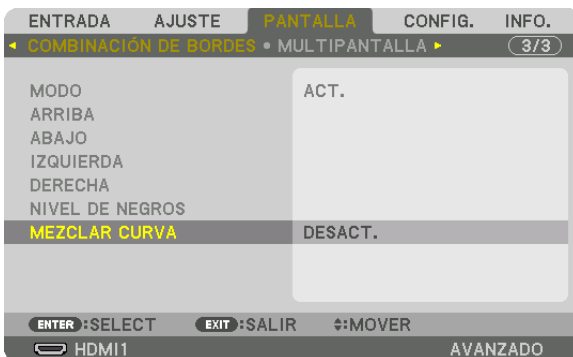 ENTRADA AJUSTE PANTALLA CONFIG. INFO.
COMBINACIÓN DE BORDES • MULTIPANTALLA 3/3
MODO ACT.
ARRIBA
ABAJO
IZQUIERDA
DERECHA
NIVEL DE NEGROS
MEZCLAR CURVA DESACT.
ENTER :SELECT EXIT :SALIR :MOVER
HDMI1 AVANZADO